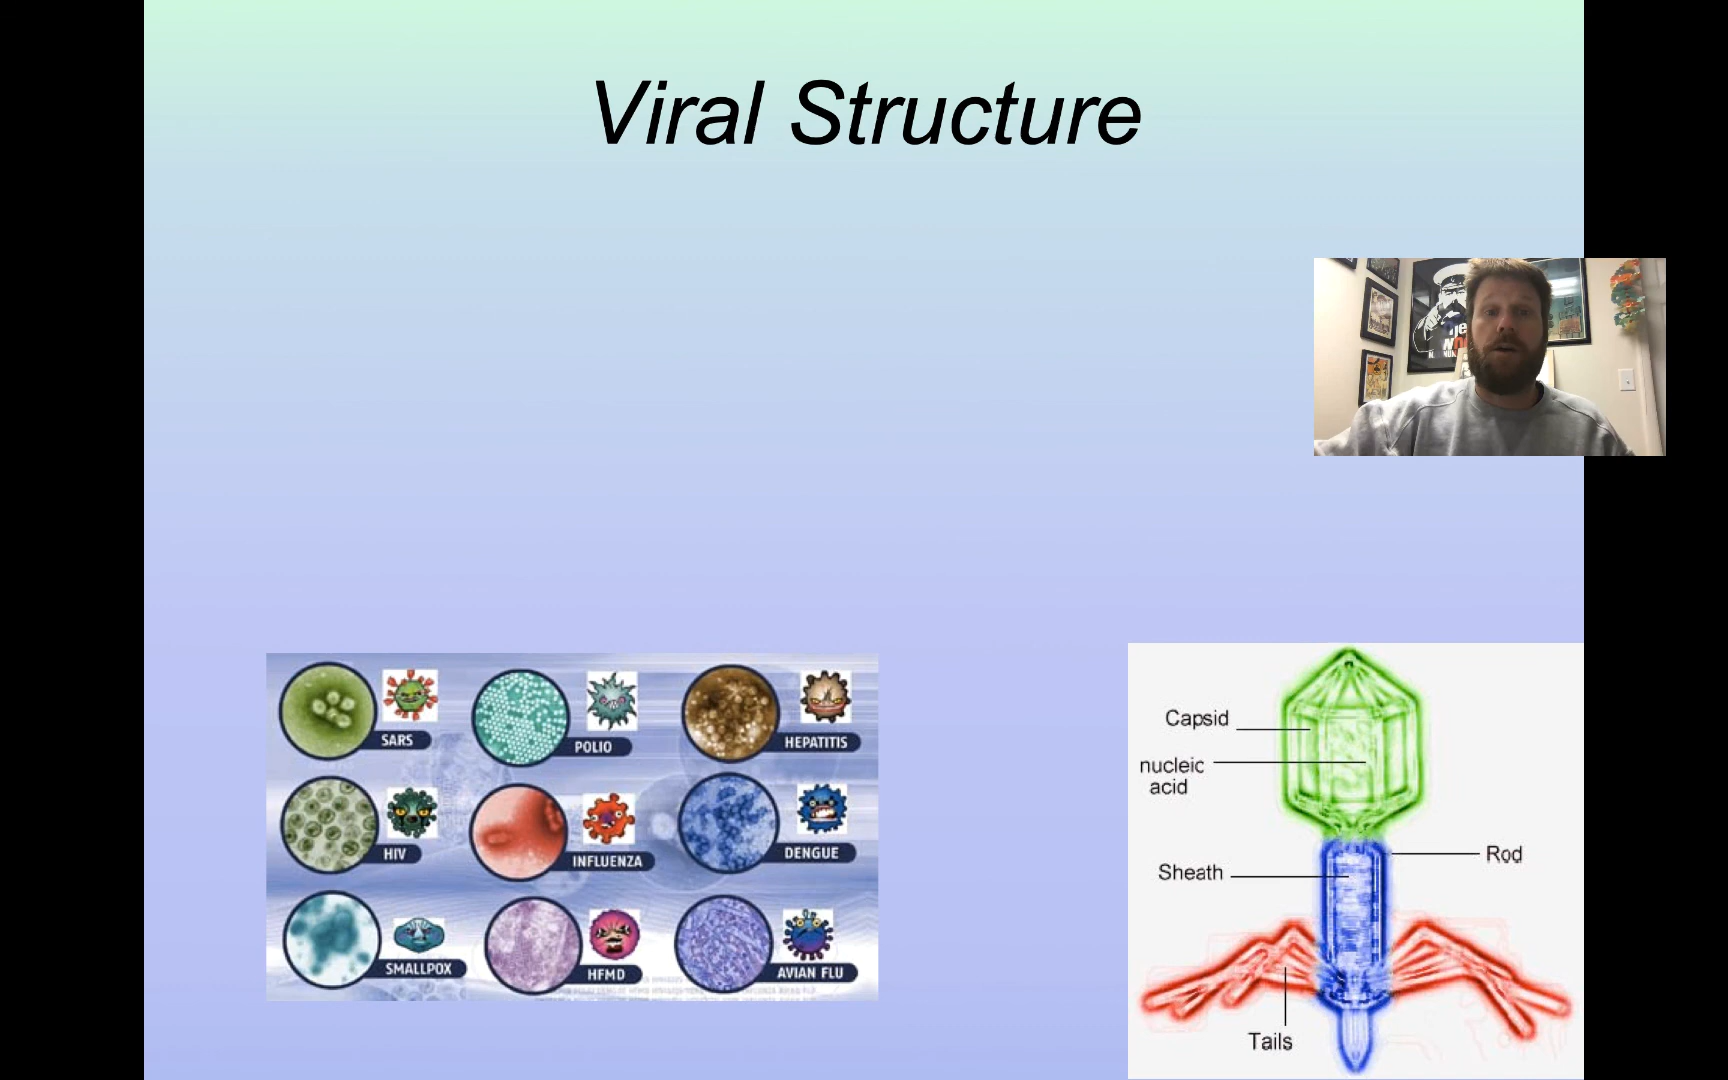 Viral Structure
SARS
POLIO
HEPATITIS
HIV
INFLUENZA
DENGUE
SMALLPOX
HFMD
AVIAN FLU
Capsid
nucleic
acid
Sheath
Rod
Tails